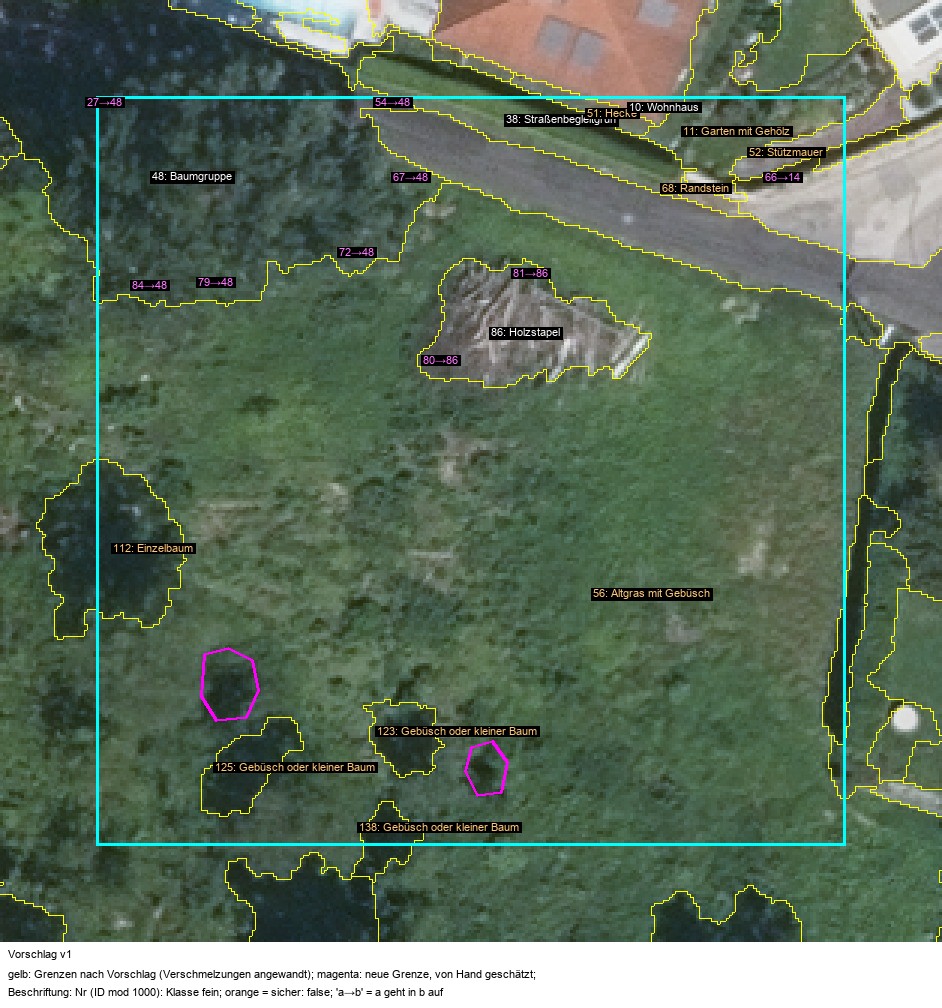 27→48
54→48
10: Wohnhaus
51: Hecke
38: Straßenbegleitgrün
11: Garten mit Gehölz
52: Stützmauer
48: Baumgruppe
67→48
66→14
68: Randstein
72→48
84→48
79→48
81→86
86: Holzstapel
80→86
112: Einzelbaum
56: Altgras mit Gebüsch
123: Gebüsch oder kleiner Baum
125: Gebüsch oder kleiner Baum
138: Gebüsch oder kleiner Baum
Vorschlag v1
gelb: Grenzen nach Vorschlag (Verschmelzungen angewandt); magenta: neue Grenze, von Hand geschätzt;
Beschriftung: Nr (ID mod 1000): Klasse fein; orange = sicher: false; 'a→b' = a geht in b auf